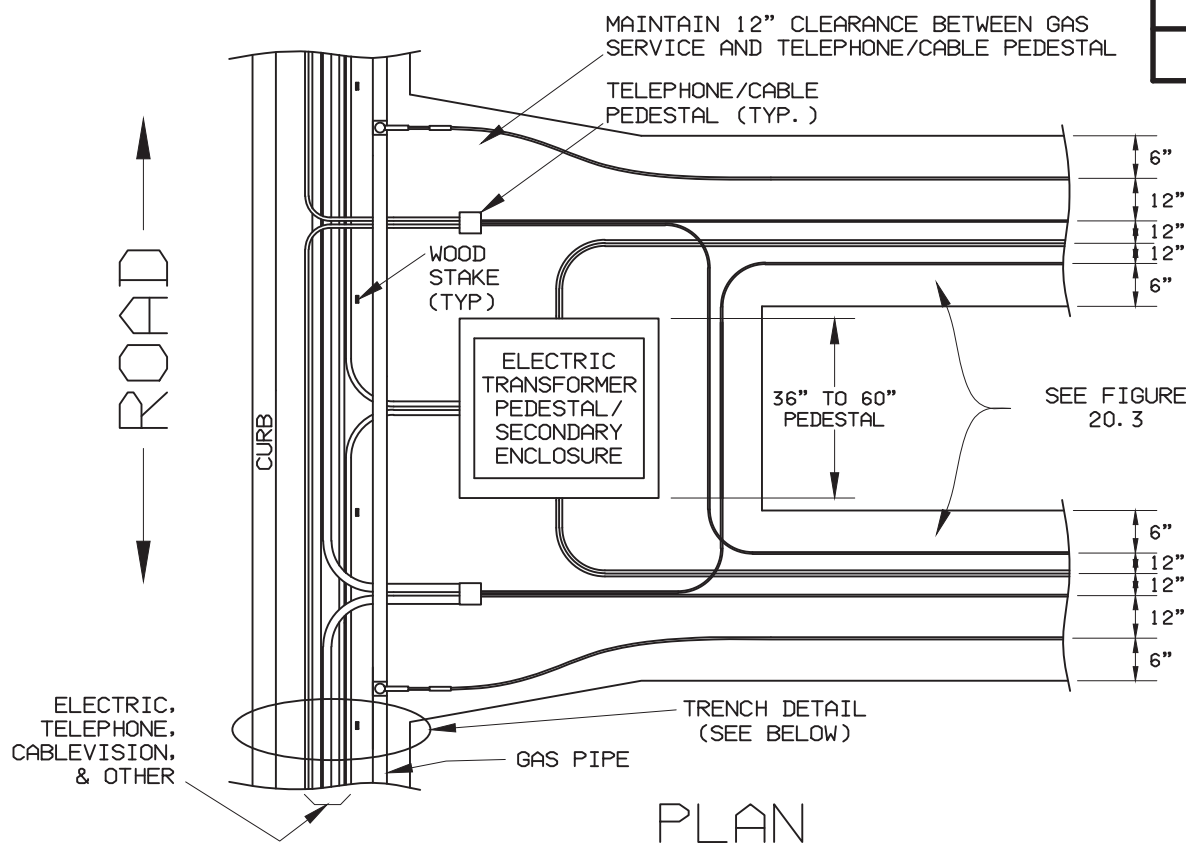 MAINTAIN 12" CLEARANCE BETWEEN GAS
SERVICE AND TELEPHONE/CABLE PEDESTAL
TELEPHONE/CABLE
PEDESTAL (TYP.)
6"
12"
12"
12"
6"
ROAD
WOOD
STAKE
(TYP)
CURB
ELECTRIC
TRANSFORMER
PEDESTAL/
SECONDARY
ENCLOSURE
36" TO 60"
PEDESTAL
SEE FIGURE
20.3
6"
12"
12"
12"
6"
ELECTRIC,
TELEPHONE,
CABLEVISION,
& OTHER
TRENCH DETAIL
(SEE BELOW)
GAS PIPE
PLAN